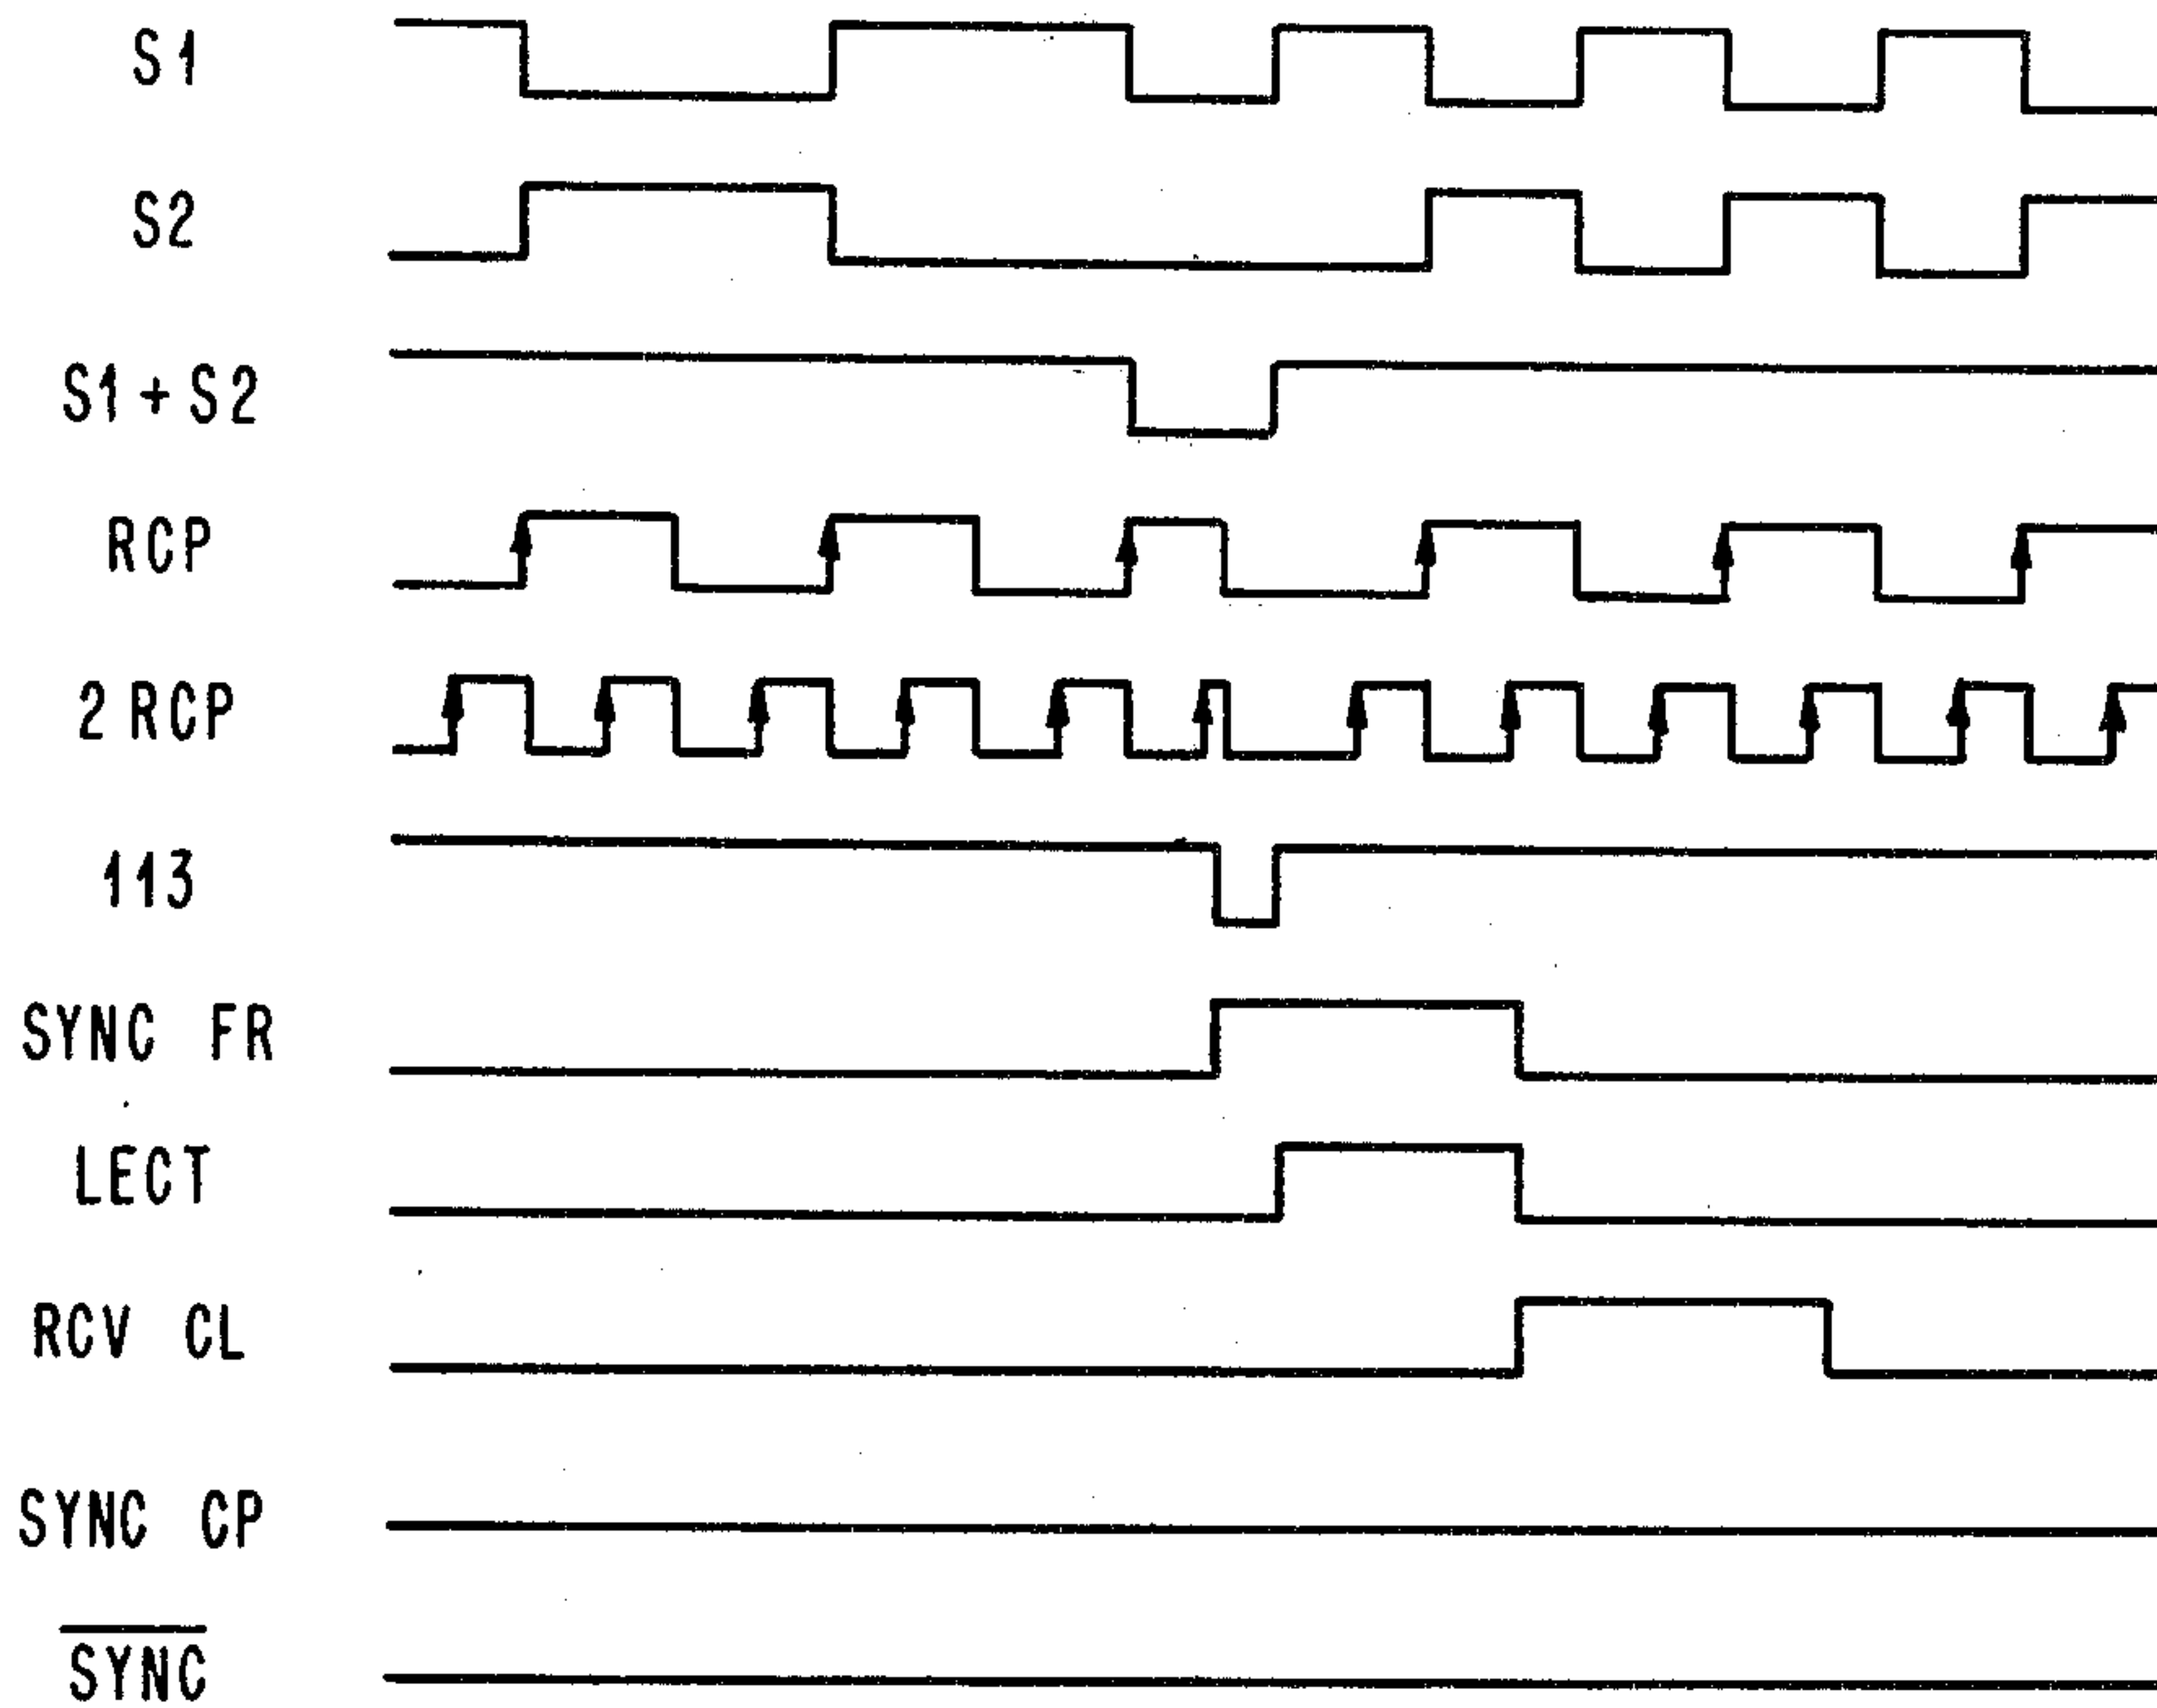 S1
S2
S1 + S2
RCP
2 RCP
113
SYNC FR
LECT
RCV CL
SYNC CP
SYNC